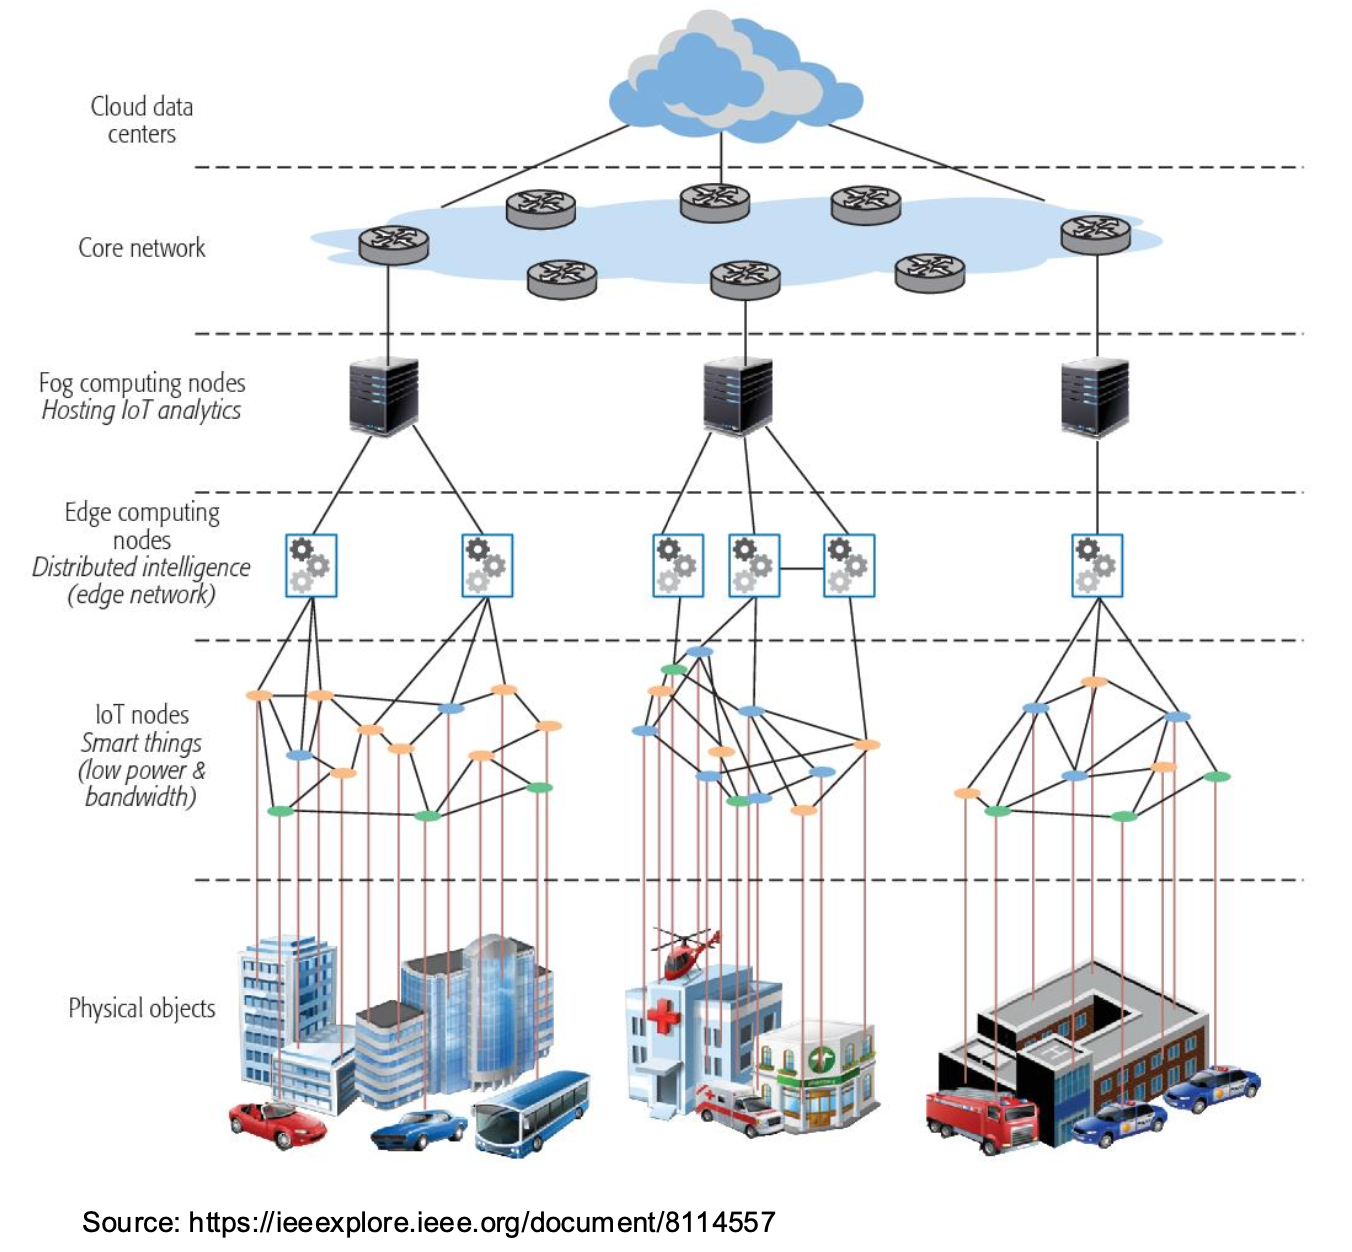 Cloud data
centers
Core network
Fog computing nodes
Hosting IoT analytics
Edge computing
nodes
Distributed intelligence
(edge network)
IoT nodes
Smart things
(low power &
bandwidth)
Physical objects
pharmacy
H
Source: https://ieeexplore.ieee.org/document/8114557